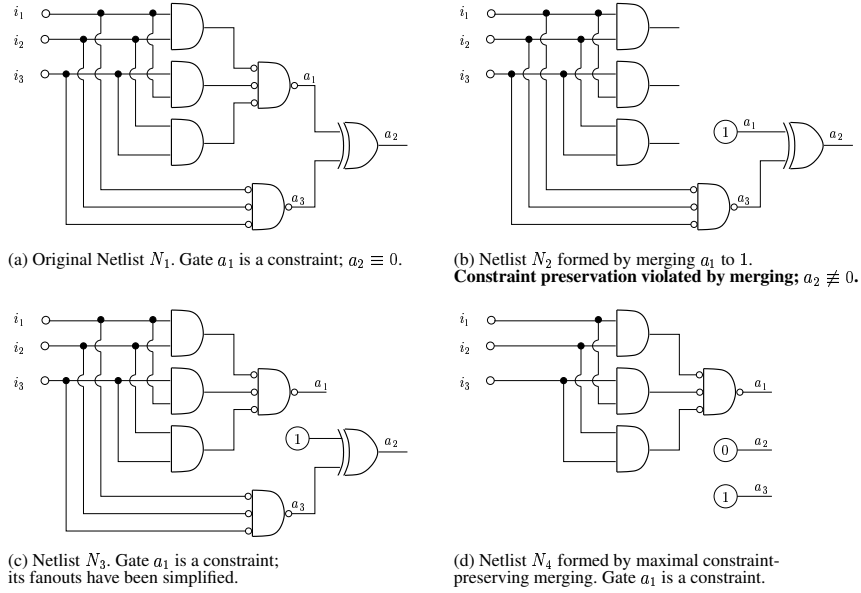 i₁
i₂
i₃
a₁
a₂
a₃
(a) Original Netlist N₁. Gate a₁ is a constraint; a₂ ≡ 0.
i₁
i₂
i₃
1
a₁
a₂
a₃
(b) Netlist N₂ formed by merging a₁ to 1.
Constraint preservation violated by merging; a₂ ≢ 0.
i₁
i₂
i₃
a₁
1
a₂
a₃
(c) Netlist N₃. Gate a₁ is a constraint;
its fanouts have been simplified.
i₁
i₂
i₃
a₁
0
a₂
1
a₃
(d) Netlist N₄ formed by maximal constraint-
preserving merging. Gate a₁ is a constraint.